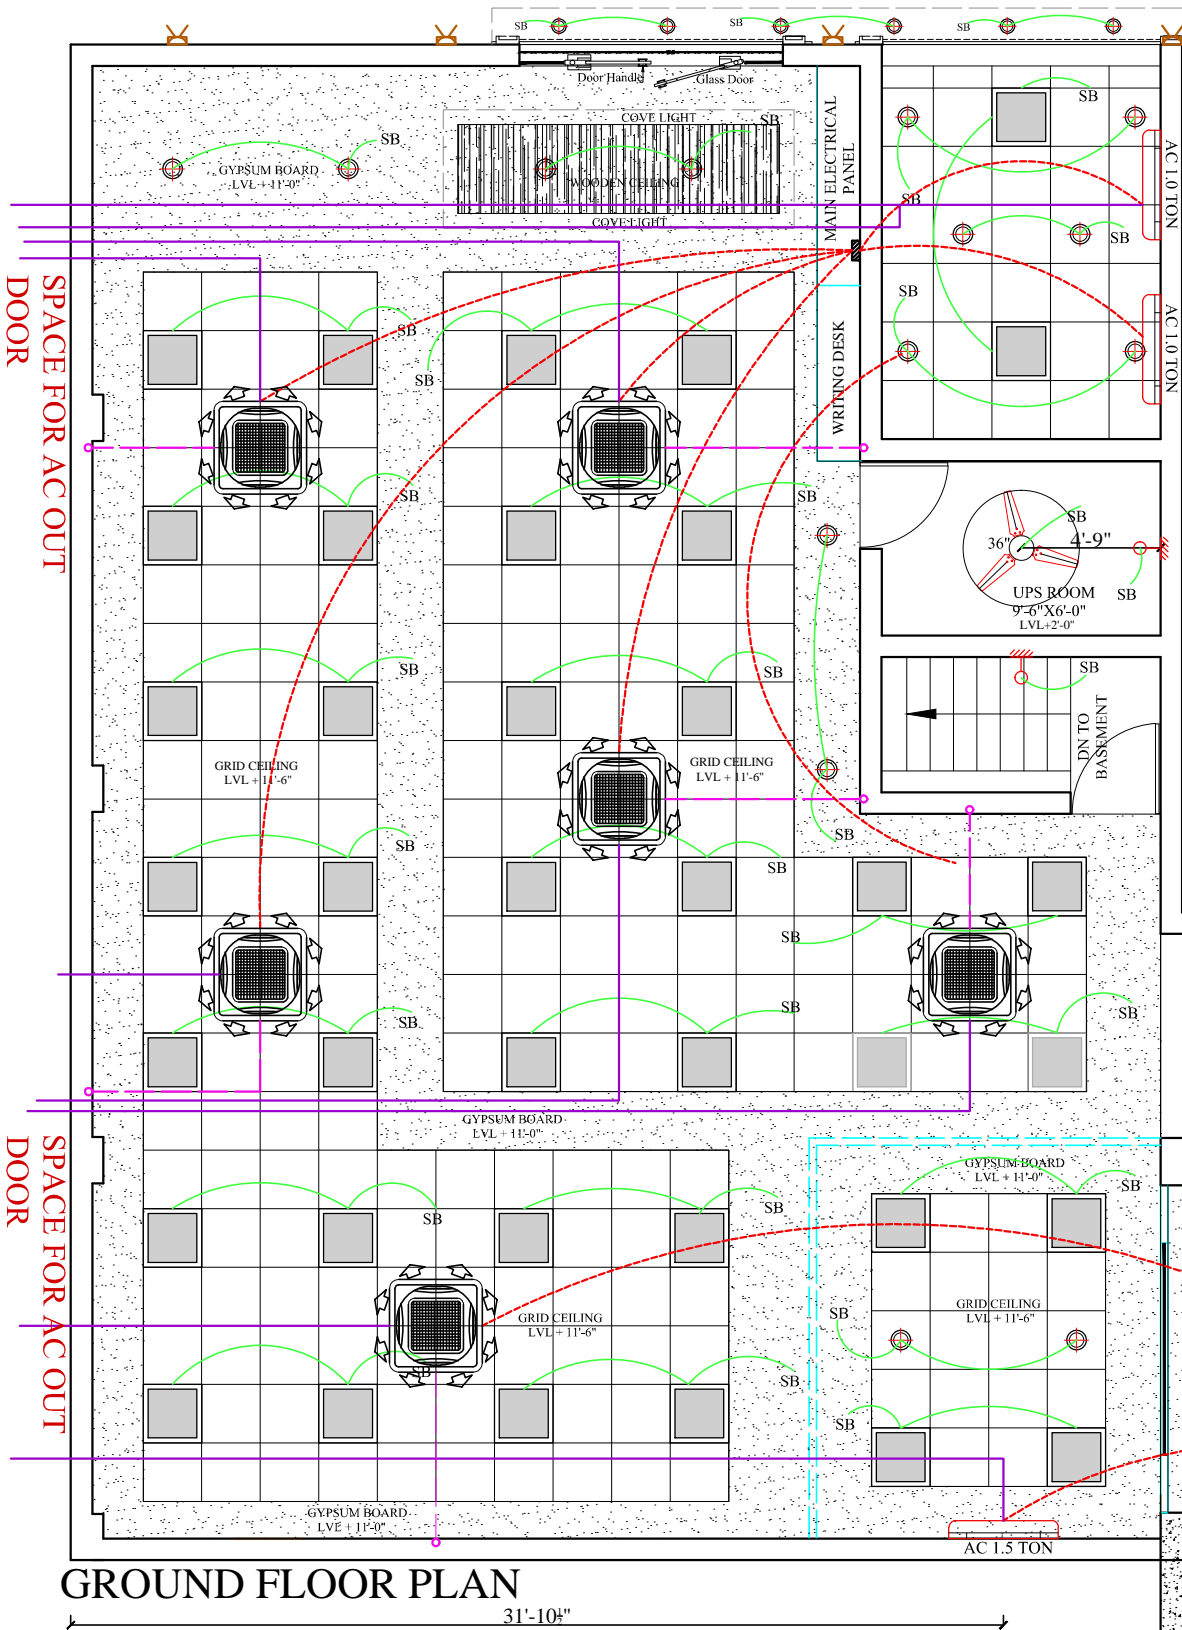 SB
SB
SB
Door Handle
Glass Door
COVE LIGHT
SB
SB
SB
GYPSUM BOARD
LVL + 11'-0"
WOODEN CEILING
COVE LIGHT
MAIN ELECTRICAL
PANEL
AC 1.0 TON
SB
SB
SPACE FOR AC OUT
DOOR
SB
SB
SB
WRITING DESK
AC 1.0 TON
SB
SB
SB
36"
4'-9"
UPS ROOM
9'-6"X6'-0"
LVL+2'-0"
SB
SB
SB
SB
DN TO
BASEMENT
GRID CEILING
LVL + 11'-6"
GRID CEILING
LVL + 11'-6"
SB
SB
SB
SB
SB
SB
SB
GYPSUM BOARD
LVL + 11'-0"
SPACE FOR AC OUT
DOOR
GYPSUM BOARD
LVL + 11'-0"
SB
SB
SB
GRID CEILING
LVL + 11'-6"
GRID CEILING
LVL + 11'-6"
SB
SB
SB
SB
GYPSUM BOARD
LVL + 11'-0"
AC 1.5 TON
GROUND FLOOR PLAN
31'-10½"